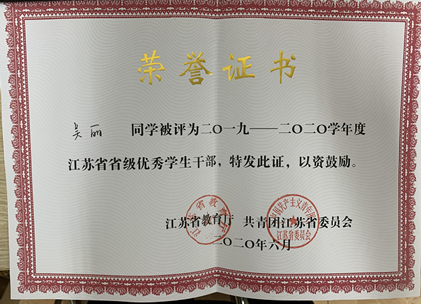 荣誉证书
吴丽 同学被评为二〇一九——二〇二〇学年度
江苏省省级优秀学生干部，特发此证，以资鼓励。
江苏省教育厅 共青团江苏省委员会
二〇二〇年六月